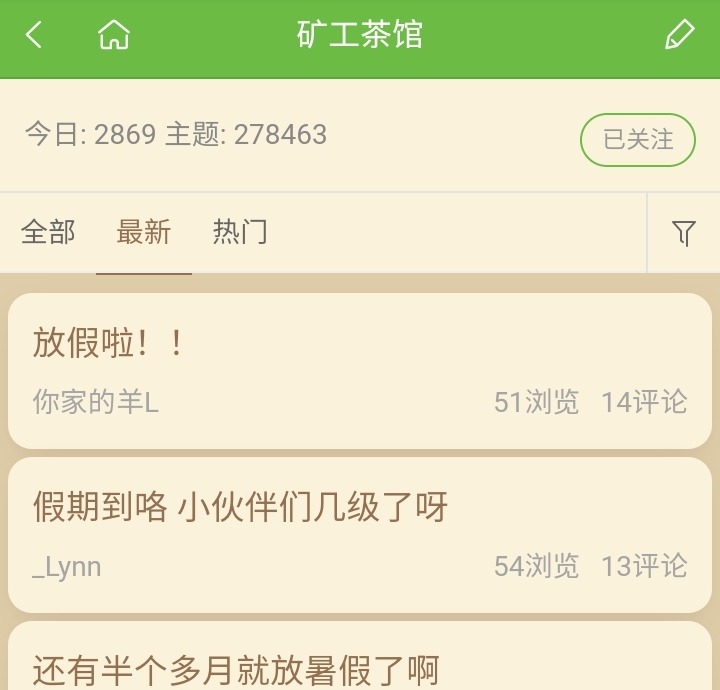 矿工茶馆
今日: 2869 主题: 278463
已关注
全部 最新 热门
放假啦！！
你家的羊L 51浏览 14评论
假期到咯 小伙伴们几级了呀
_Lynn 54浏览 13评论
还有半个多月就放暑假了啊